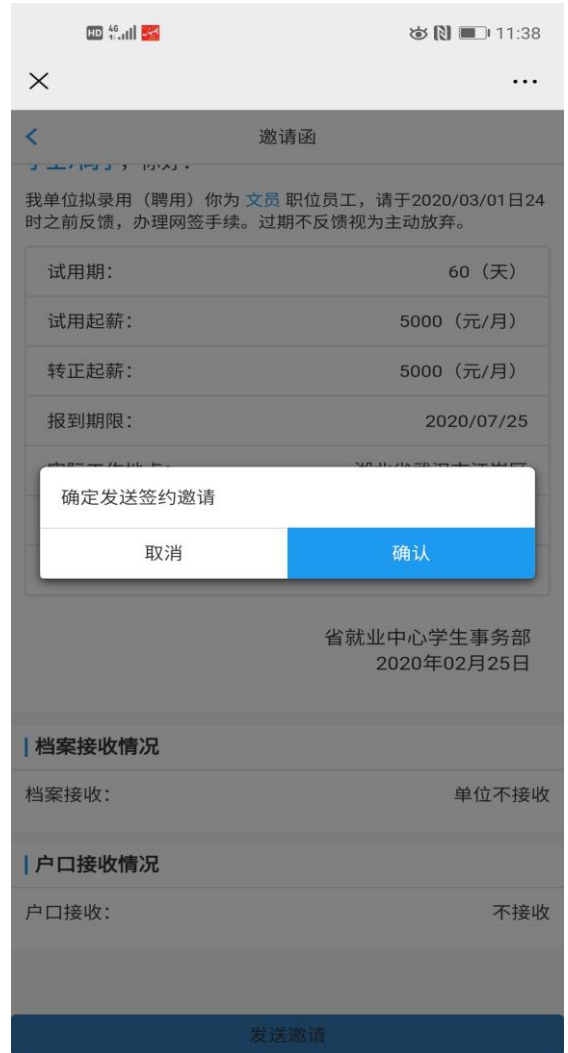 HD 4G 11:38
邀请函
我单位拟录用（聘用）你为 文员 职位员工，请于2020/03/01日24
时之前反馈，办理网签手续。过期不反馈视为主动放弃。
试用期： 60（天）
试用起薪： 5000（元/月）
转正起薪： 5000（元/月）
报到期限： 2020/07/25
确定发送签约邀请
取消 确认
省就业中心学生事务部
2020年02月25日
档案接收情况
档案接收： 单位不接收
户口接收情况
户口接收： 不接收
发送邀请